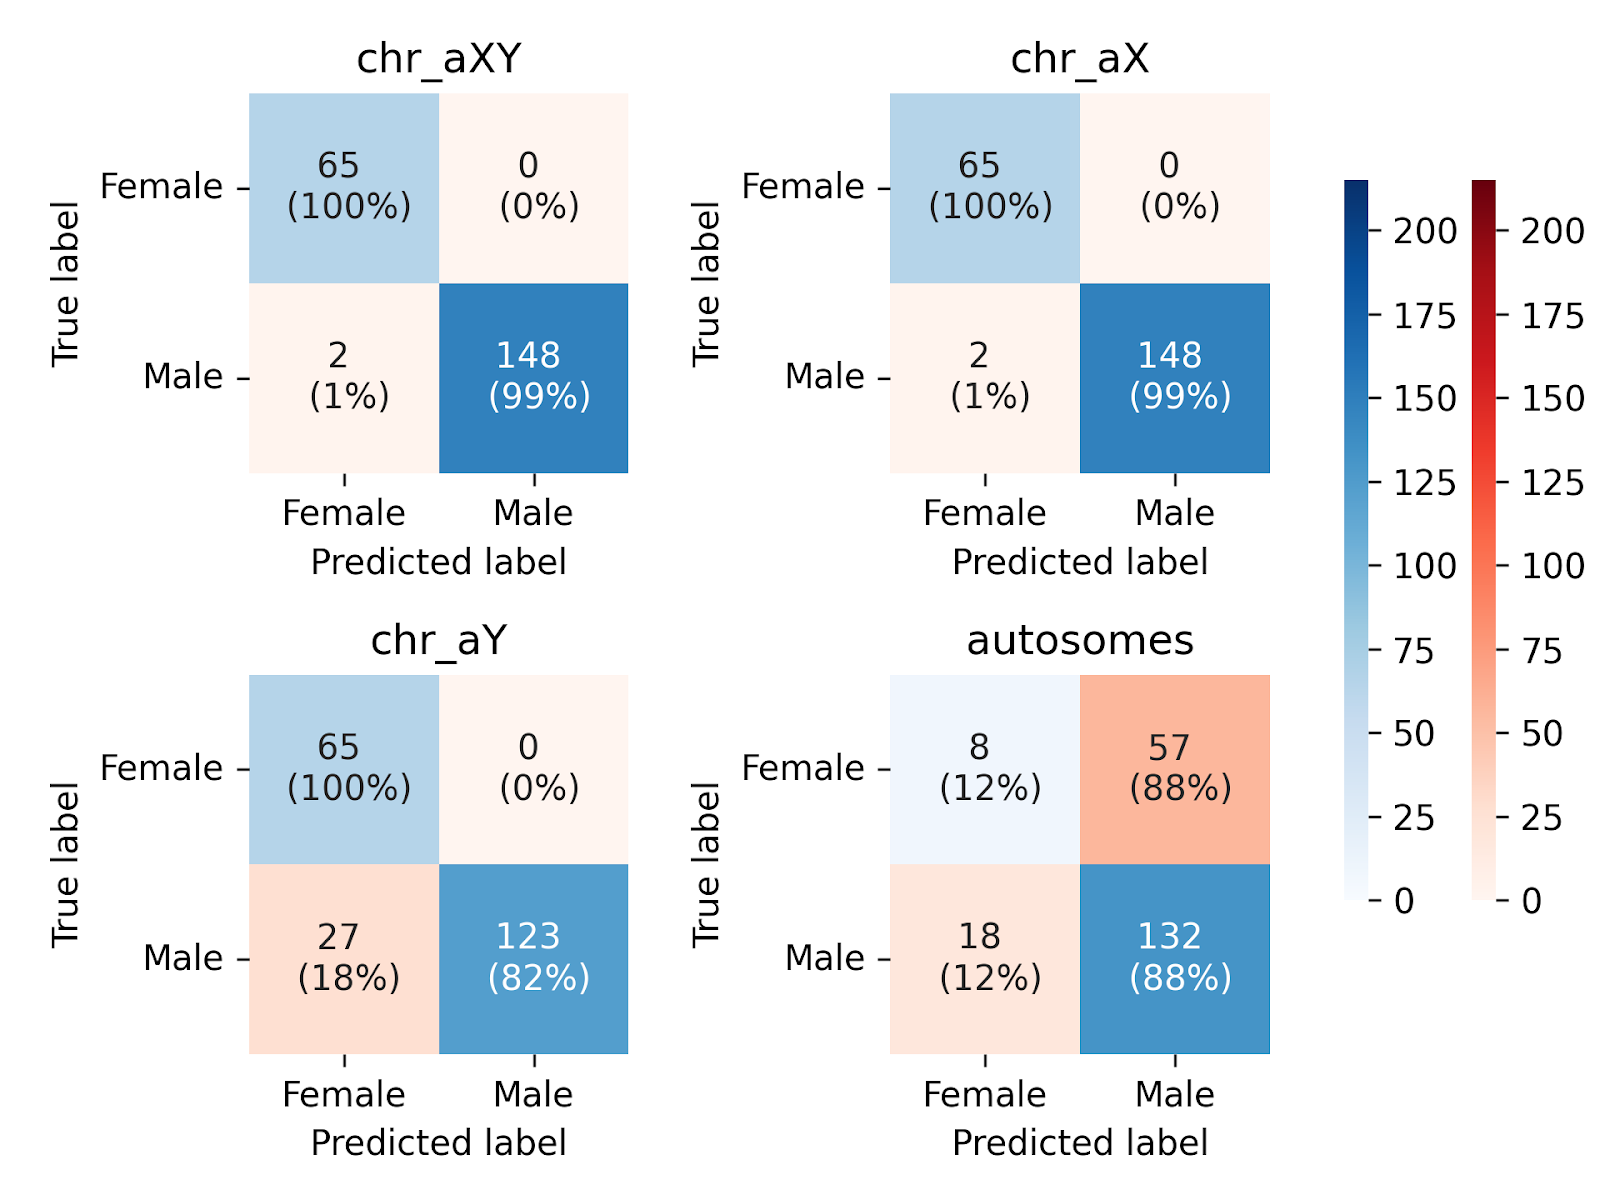 chr_aXY
True label
Female
65
(100%)
0
(0%)
Male
2
(1%)
148
(99%)
Female
Male
Predicted label
chr_aX
True label
Female
65
(100%)
0
(0%)
Male
2
(1%)
148
(99%)
Female
Male
Predicted label
chr_aY
True label
Female
65
(100%)
0
(0%)
Male
27
(18%)
123
(82%)
Female
Male
Predicted label
autosomes
True label
Female
8
(12%)
57
(88%)
Male
18
(12%)
132
(88%)
Female
Male
Predicted label
200
175
150
125
100
75
50
25
0
200
175
150
125
100
75
50
25
0